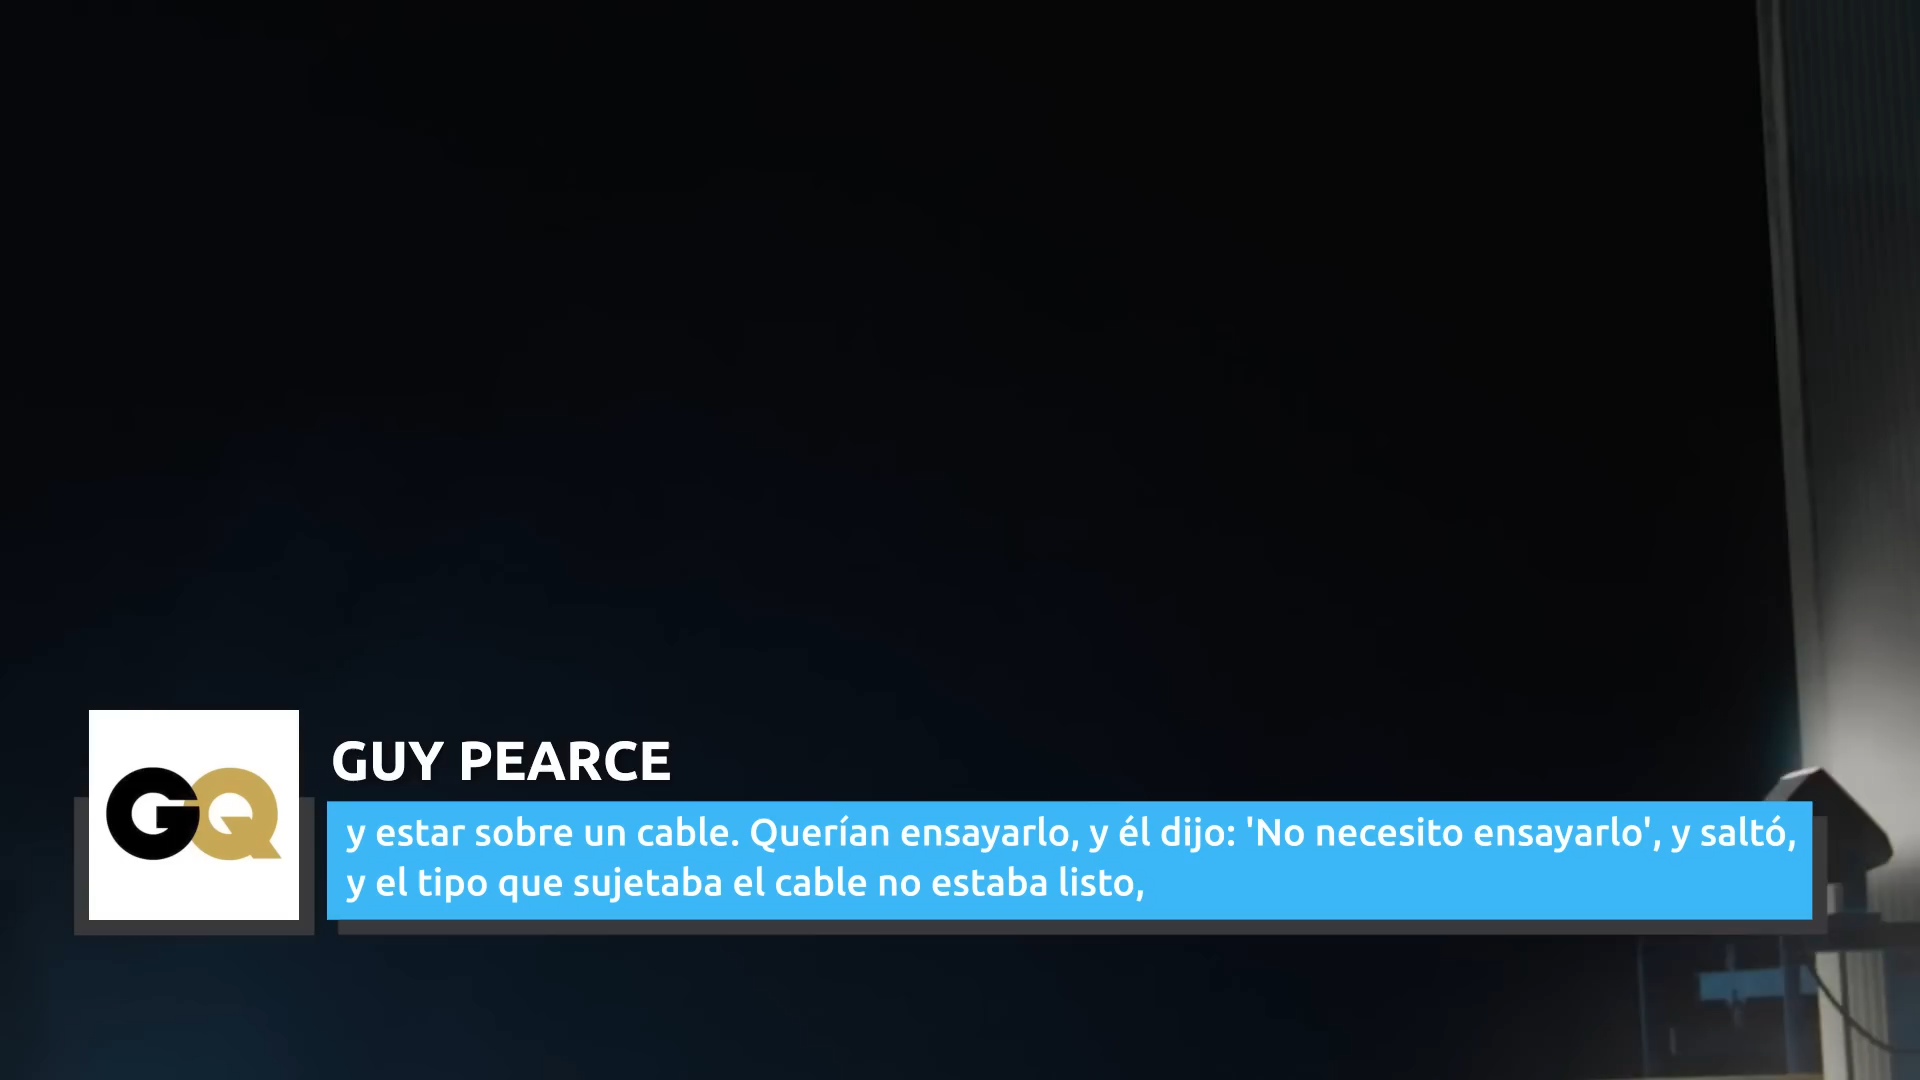 GQ
GUY PEARCE
y estar sobre un cable. Querían ensayarlo, y él dijo: 'No necesito ensayarlo', y saltó,
y el tipo que sujetaba el cable no estaba listo,